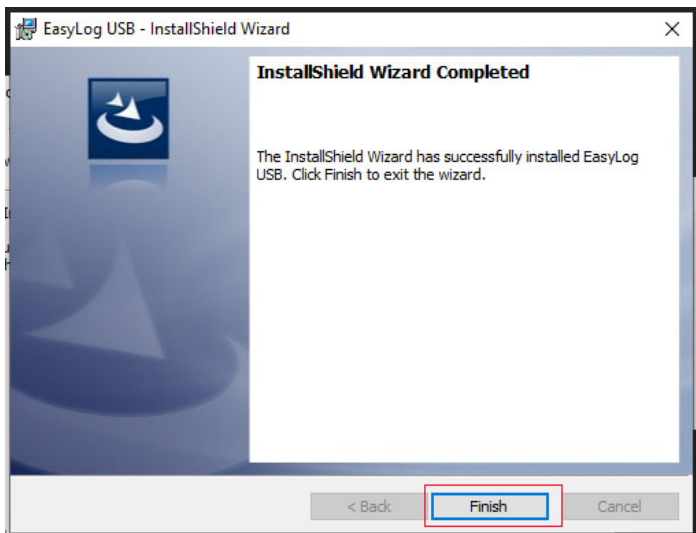 EasyLog USB - InstallShield Wizard
InstallShield Wizard Completed
The InstallShield Wizard has successfully installed EasyLog
USB. Click Finish to exit the wizard.
< Back Finish Cancel